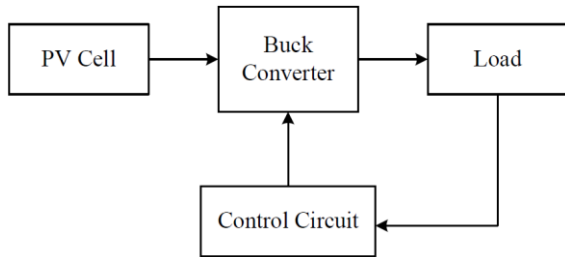 PV Cell
Buck
Converter
Load
Control Circuit